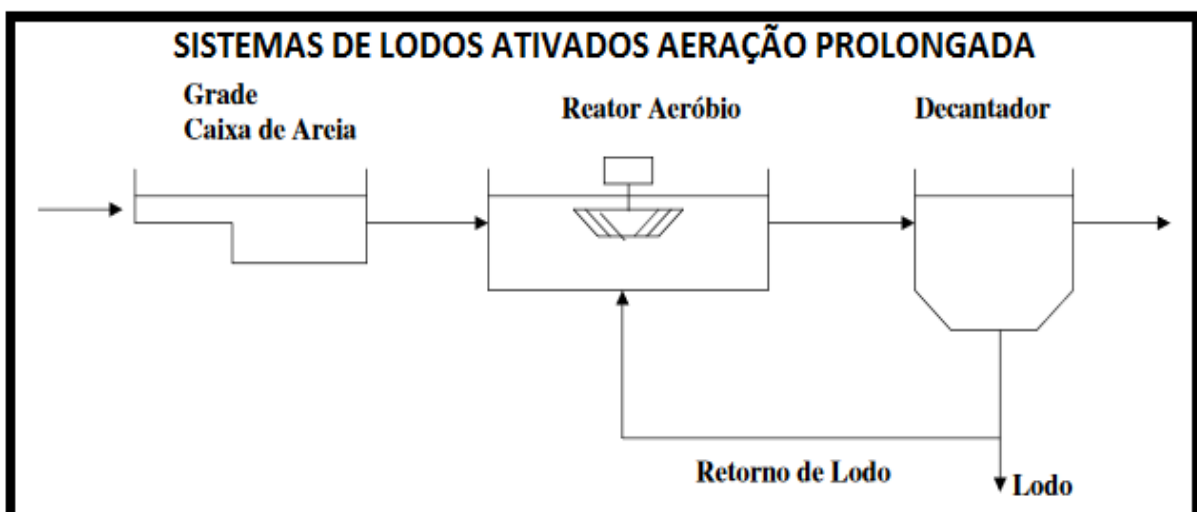 SISTEMAS DE LODOS ATIVADOS AERAÇÃO PROLONGADA
Grade
Caixa de Areia
Reator Aeróbio
Decantador
Retorno de Lodo
Lodo